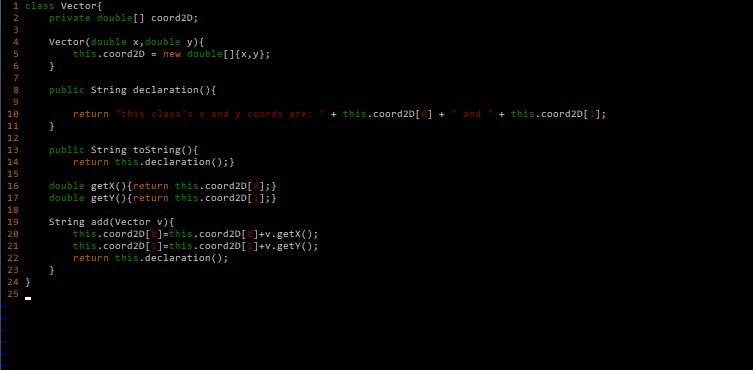 1 class Vector{
2     private double[] coord2D;
3
4     Vector(double x,double y){
5         this.coord2D = new double[]{x,y};
6     }
7
8     public String declaration(){
9
10         return "this class's x and y coords are: " + this.coord2D[0] + " and " + this.coord2D[1];
11     }
12
13     public String toString(){
14         return this.declaration();}
15
16     double getX(){return this.coord2D[0];}
17     double getY(){return this.coord2D[1];}
18
19     String add(Vector v){
20         this.coord2D[0]=this.coord2D[0]+v.getX();
21         this.coord2D[1]=this.coord2D[1]+v.getY();
22         return this.declaration();
23     }
24 }
25
~
~
~
~
~
~